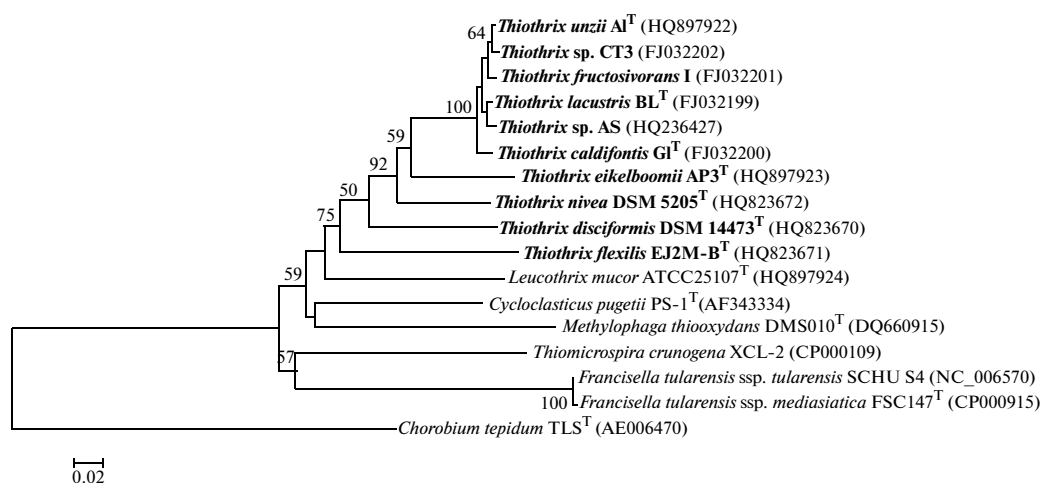 64
Thiothrix unzii AlT (HQ897922)
Thiothrix sp. CT3 (FJ032202)
Thiothrix fructosivorans I (FJ032201)
Thiothrix lacustris BLT (FJ032199)
100
Thiothrix sp. AS (HQ236427)
59
Thiothrix caldifontis GlT (FJ032200)
92
Thiothrix eikelboomii AP3T (HQ897923)
50
Thiothrix nivea DSM 5205T (HQ823672)
75
Thiothrix disciformis DSM 14473T (HQ823670)
Thiothrix flexilis EJ2M-BT (HQ823671)
59
Leucothrix mucor ATCC25107T (HQ897924)
Cycloclasticus pugetii PS-1T(AF343334)
Methylophaga thiooxydans DMS010T (DQ660915)
57
Thiomicrospira crunogena XCL-2 (CP000109)
Francisella tularensis ssp. tularensis SCHU S4 (NC_006570)
100
Francisella tularensis ssp. mediasiatica FSC147T (CP000915)
Chorobium tepidum TLST (AE006470)
0.02